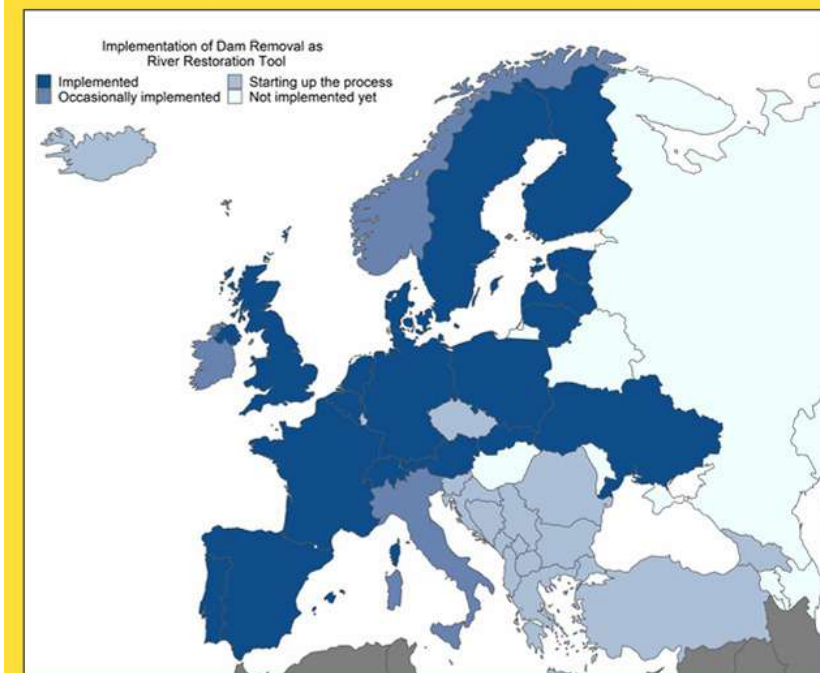 Implementation of Dam Removal as
River Restoration Tool
Implemented
Occasionally implemented
Starting up the process
Not implemented yet